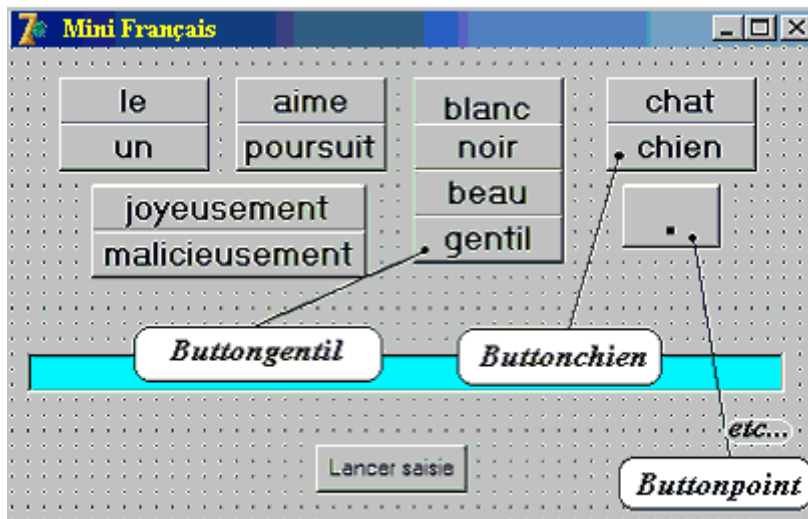 Mini Français
le
aime
blanc
chat
un
poursuit
noir
chien
joyeusement
beau
.
malicieusement
gentil
Buttongentil
Buttonchien
etc...
Lancer saisie
Buttonpoint